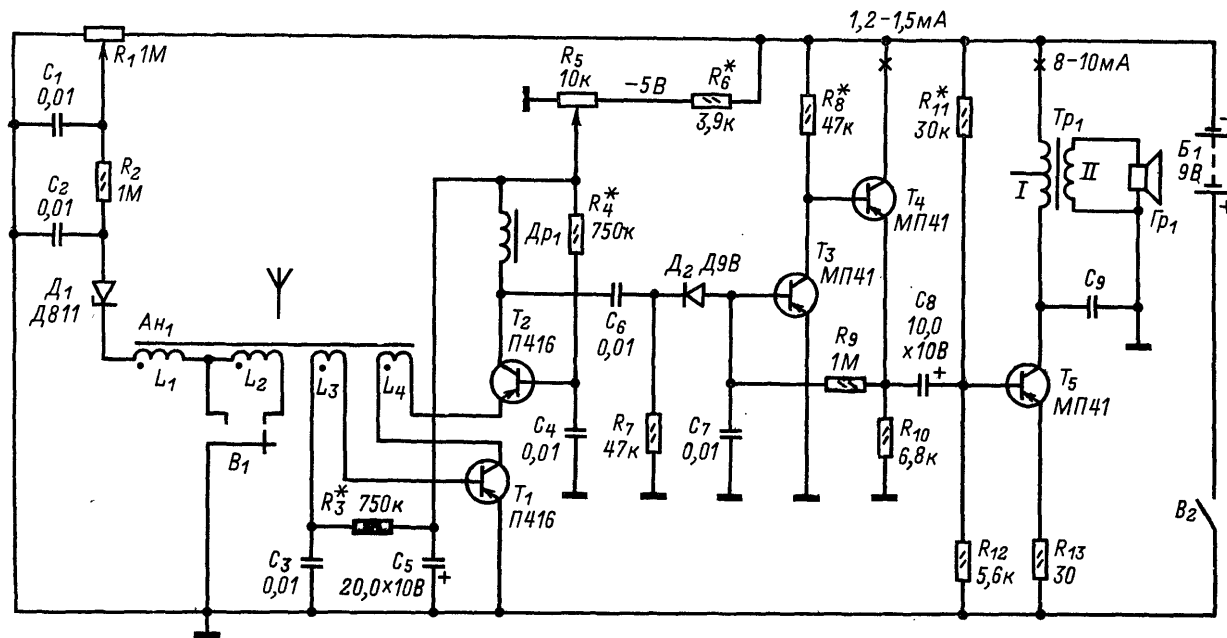 R1 1М
C1
0,01
R2
1М
C2
0,01
Д1
Д811
Ан1
L1
L2
L3
L4
В1
R3* 750к
C3
0,01
C5
20,0×10В
+
R5
10к
−5В
R6*
3,9к
R4*
750к
Др1
Т2
П416
Т1
П416
C4
0,01
C6
0,01
R7
47к
Д2 Д9В
C7
0,01
R8*
47к
Т3
МП41
1,2−1,5мА
Т4
МП41
R9
1М
C8
10,0
×10В
+
R10
6,8к
R11*
30к
R12
5,6к
8−10мА
Тр1
I
II
Гр1
C9
Т5
МП41
R13
30
Б1
9В
−
+
В2